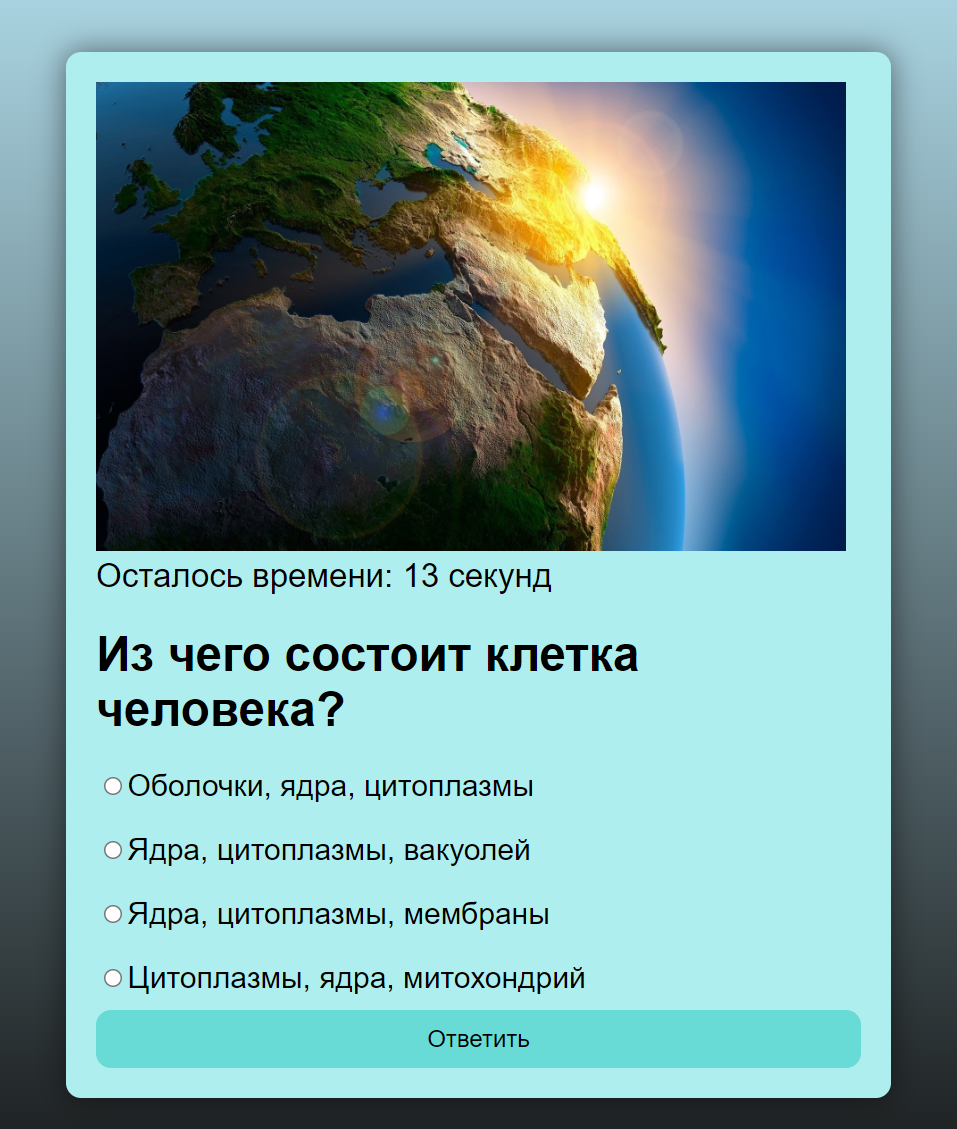 Осталось времени: 13 секунд
Из чего состоит клетка
человека?
Оболочки, ядра, цитоплазмы
Ядра, цитоплазмы, вакуолей
Ядра, цитоплазмы, мембраны
Цитоплазмы, ядра, митохондрий
Ответить